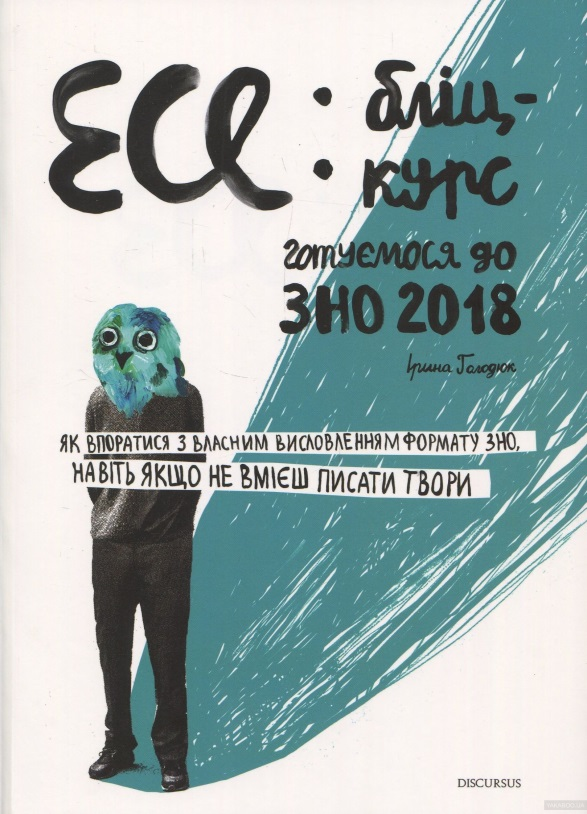 Есе:
бліц-
курс
готуємося до
ЗНО 2018
Ірина Галодюк
ЯК ВПОРАТИСЯ З ВЛАСНИМ ВИСЛОВЛЕННЯМ ФОРМАТУ ЗНО,
НАВІТЬ ЯКЩО НЕ ВМІЄШ ПИСАТИ ТВОРИ
DISCURSUS